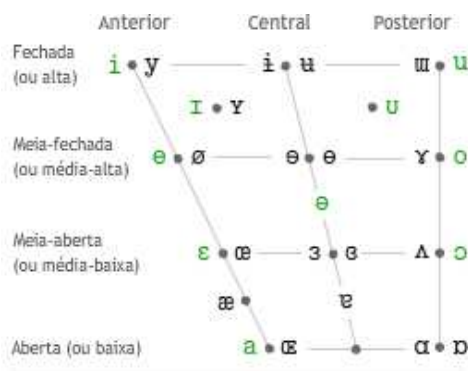 Anterior Central Posterior
Fechada
(ou alta)
i • y ɨ • ʉ ɯ • u
ɪ • ʏ • ʊ
Meia-fechada
(ou média-alta)
e • ø ɘ • ɵ ɤ • o
ə
Meia-aberta
(ou média-baixa)
ɛ • œ ɜ • ɞ ʌ • ɔ
æ • ɐ
Aberta (ou baixa)
a • ɶ • ɑ • ɒ